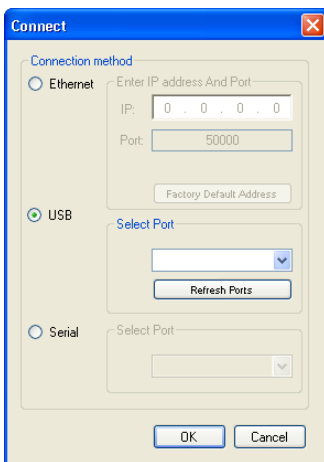 Connect
Connection method
Ethernet
Enter IP address And Port
IP: 0 . 0 . 0 . 0
Port: 50000
Factory Default Address
USB
Select Port
Refresh Ports
Serial
Select Port
OK Cancel